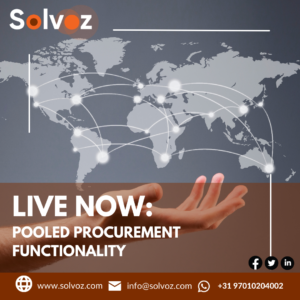 Solvoz
LIVE NOW:
POOLED PROCUREMENT
FUNCTIONALITY
www.solvoz.com
info@solvoz.com
+31 97010204002